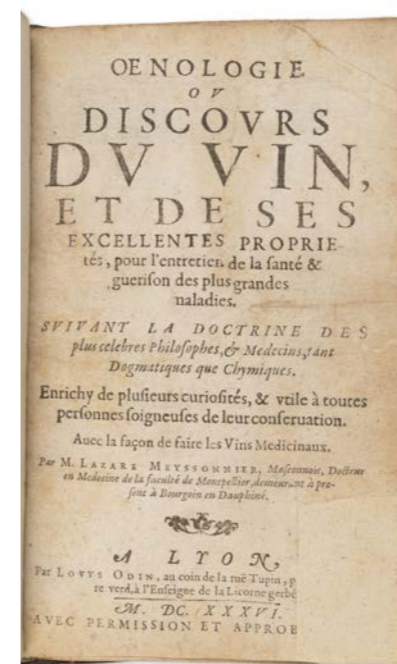 OENOLOGIE
OV
DISCOVRS
DV VIN,
ET DE SES
EXCELLENTES PROPRIE-
tés, pour l'entretien de la santé &
guerison des plus grandes
naladies.
SVIVANT LA DOCTRINE DES
plus celebres Philosophes, & Medecins, tant
Dogmatiques que Chymiques.
Enrichy de plusieurs curiosités, & vtile à toutes
personnes soigneuses de leur conseruation.
Auec la façon de faire les Vins Medicinaux.
Par M. LAZARE MEYSSONNIER, Masconnois, Docteur
en Medecine de la faculté de Montpellier, demeurant à pre-
sent à Bourgoin en Dauphiné.
A LYON,
Par LOVYS ODIN, au coin de la ruë Tupin, p
re verd, à l'Enseigne de la Licorne gerbé
M. DC. XXXVI.
AVEC PERMISSION ET APPROB